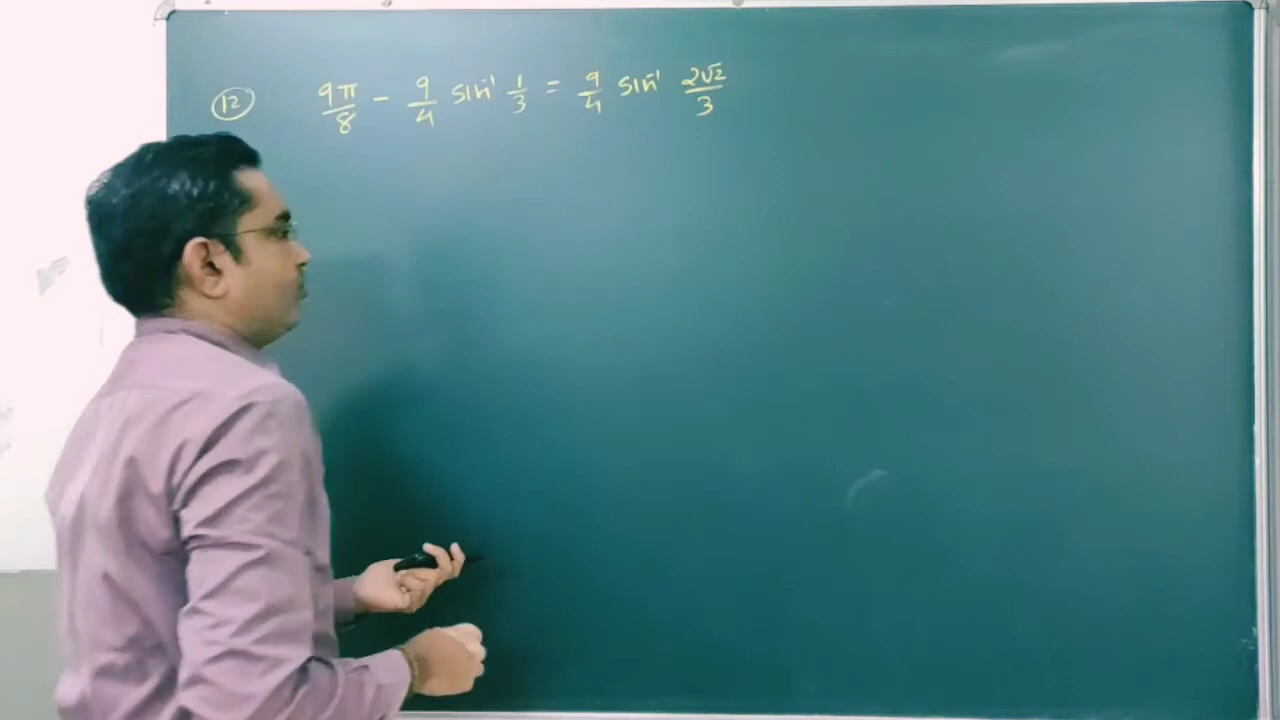 12 9π/8 - 9/4 sin⁻¹ 1/3 = 9/4 sin⁻¹ 2√2/3